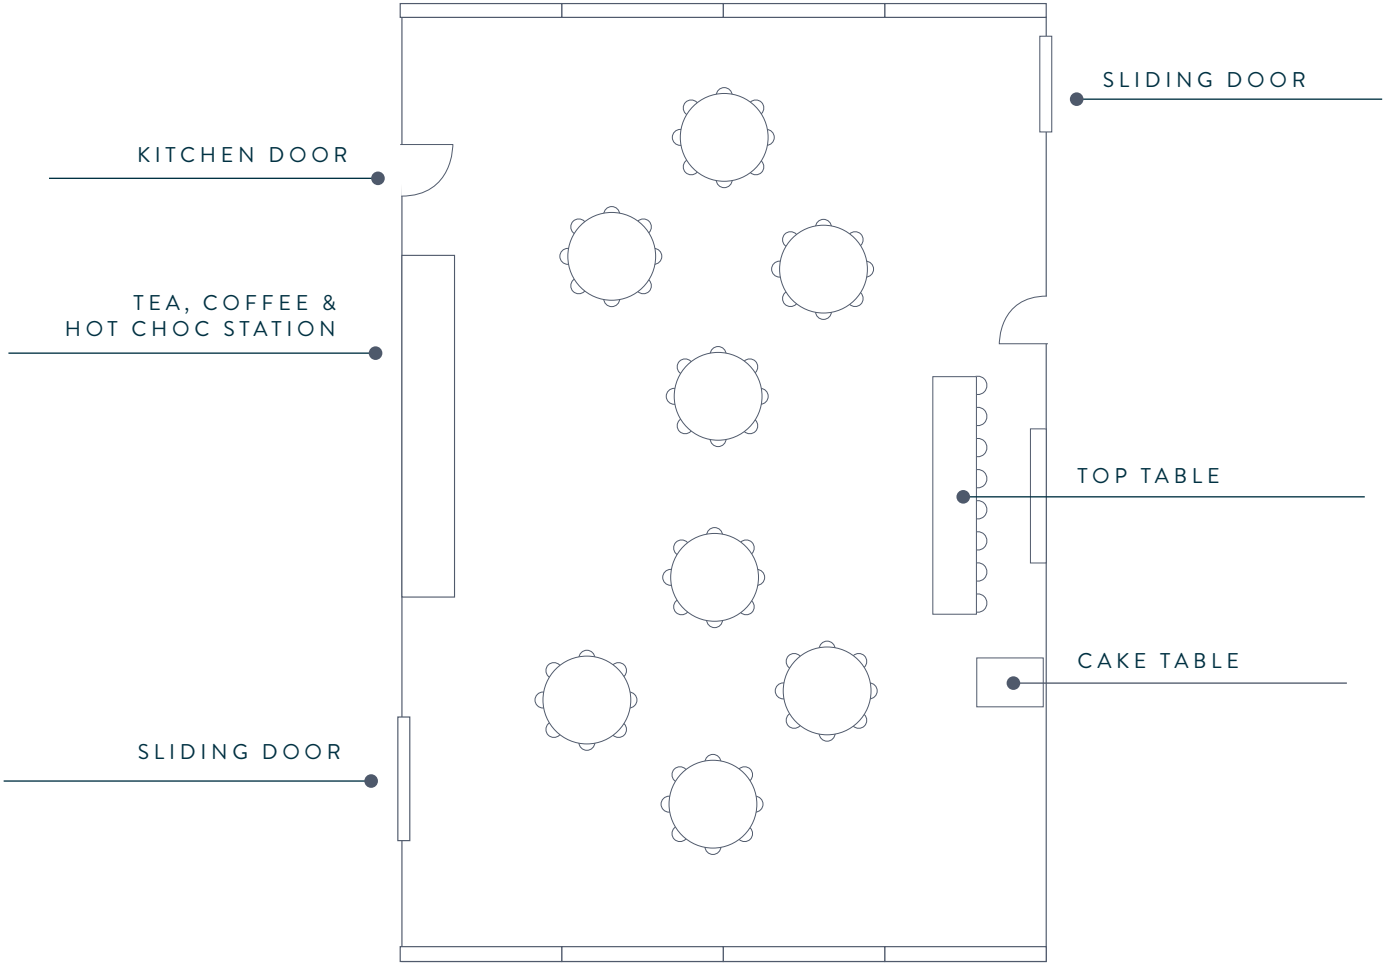 SLIDING DOOR
KITCHEN DOOR
TEA, COFFEE &
HOT CHOC STATION
TOP TABLE
CAKE TABLE
SLIDING DOOR